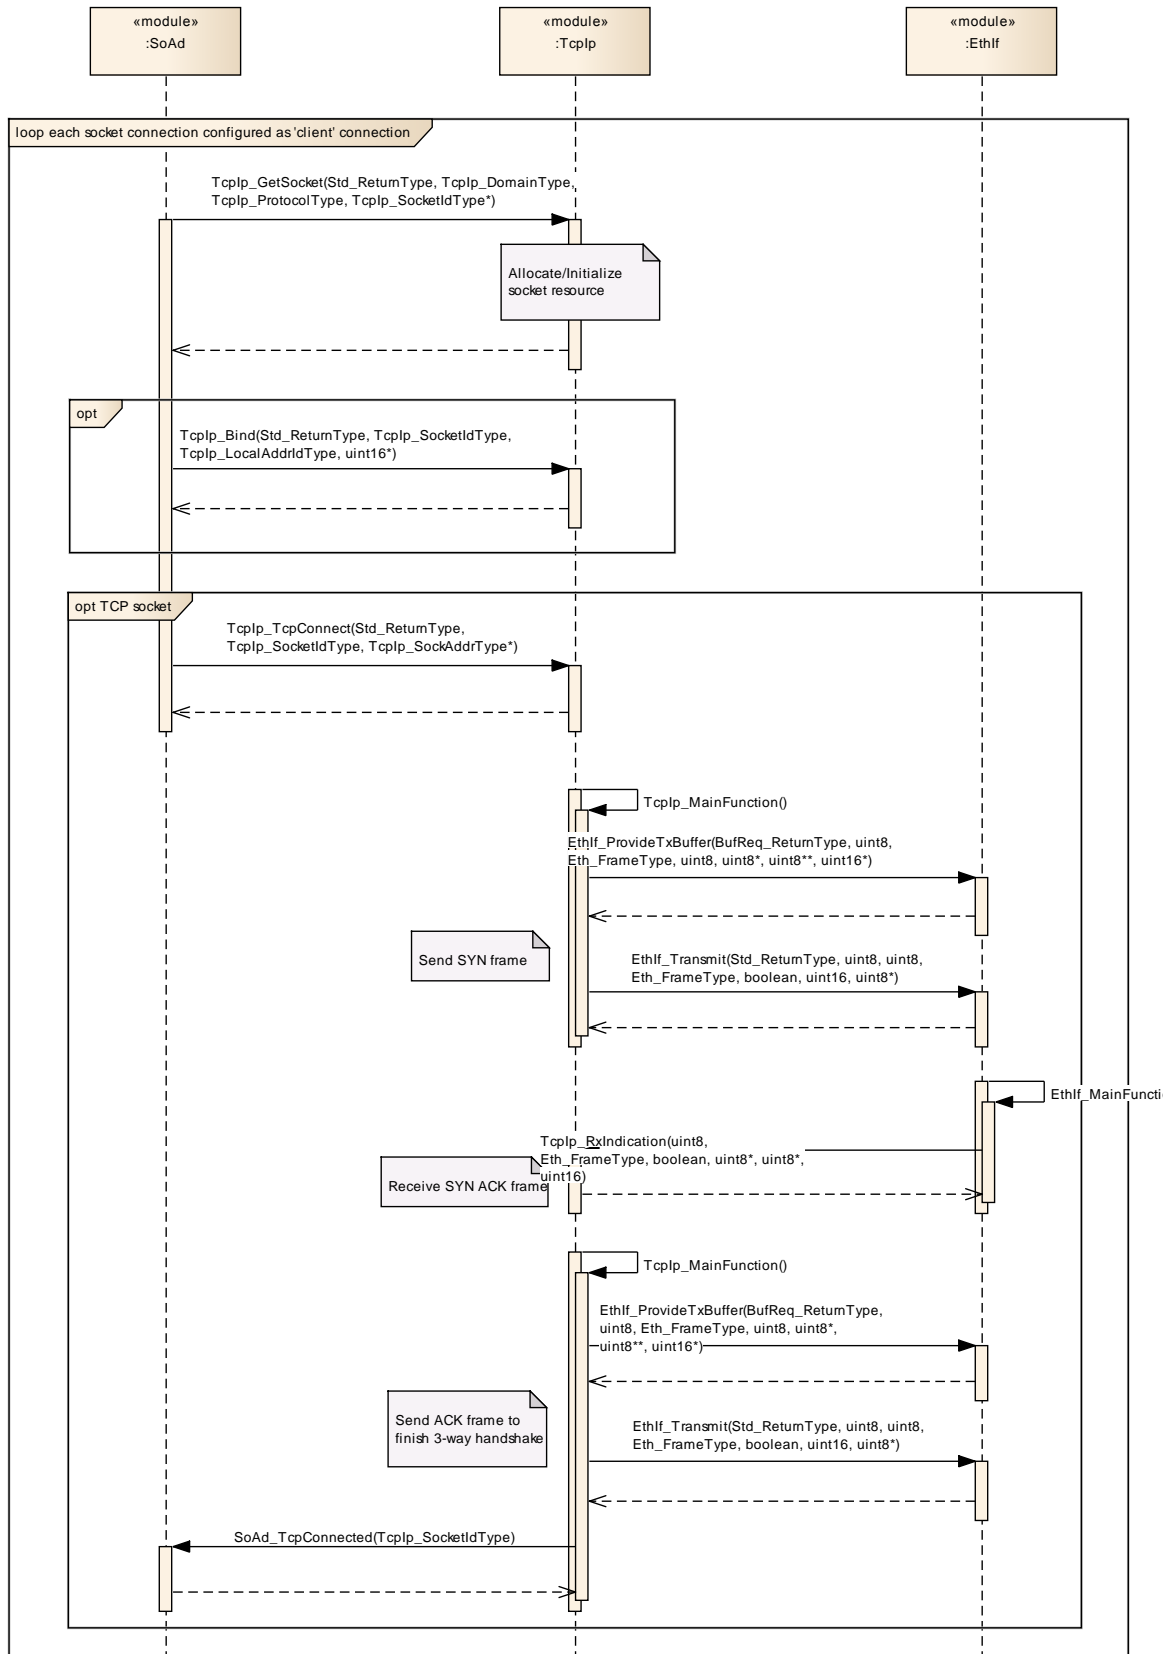 «module»
:SoAd
«module»
:TcpIp
«module»
:EthIf
loop each socket connection configured as 'client' connection
TcpIp_GetSocket(Std_ReturnType, TcpIp_DomainType,
TcpIp_ProtocolType, TcpIp_SocketIdType*)
Allocate/Initialize
socket resource
opt
TcpIp_Bind(Std_ReturnType, TcpIp_SocketIdType,
TcpIp_LocalAddrIdType, uint16*)
opt TCP socket
TcpIp_TcpConnect(Std_ReturnType,
TcpIp_SocketIdType, TcpIp_SockAddrType*)
TcpIp_MainFunction()
EthIf_ProvideTxBuffer(BufReq_ReturnType, uint8,
Eth_FrameType, uint8, uint8*, uint8**, uint16*)
Send SYN frame
EthIf_Transmit(Std_ReturnType, uint8, uint8,
Eth_FrameType, boolean, uint16, uint8*)
EthIf_MainFuncti
TcpIp_RxIndication(uint8,
Eth_FrameType, boolean, uint8*, uint8*,
uint16)
Receive SYN ACK frame
TcpIp_MainFunction()
EthIf_ProvideTxBuffer(BufReq_ReturnType,
uint8, Eth_FrameType, uint8, uint8*,
uint8**, uint16*)
Send ACK frame to
finish 3-way handshake
EthIf_Transmit(Std_ReturnType, uint8, uint8,
Eth_FrameType, boolean, uint16, uint8*)
SoAd_TcpConnected(TcpIp_SocketIdType)